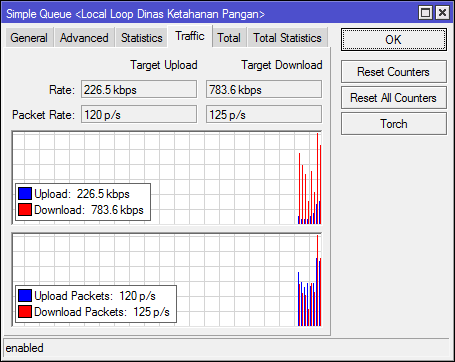 Simple Queue <Local Loop Dinas Ketahanan Pangan>
General Advanced Statistics Traffic Total Total Statistics
OK
Target Upload Target Download
Reset Counters
Rate: 226.5 kbps 783.6 kbps
Reset All Counters
Packet Rate: 120 p/s 125 p/s
Torch
Upload: 226.5 kbps
Download: 783.6 kbps
Upload Packets: 120 p/s
Download Packets: 125 p/s
enabled